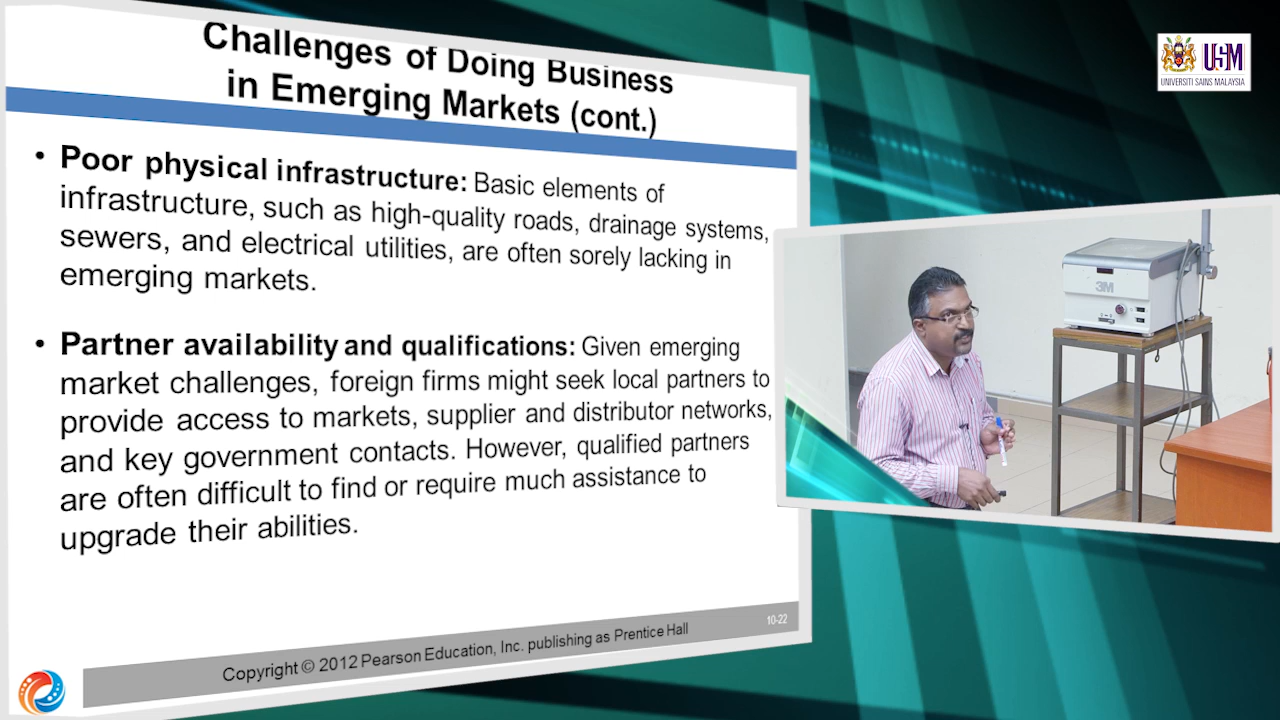 Challenges of Doing Business
in Emerging Markets (cont.)
• Poor physical infrastructure: Basic elements of
infrastructure, such as high-quality roads, drainage systems,
sewers, and electrical utilities, are often sorely lacking in
emerging markets.
• Partner availability and qualifications: Given emerging
market challenges, foreign firms might seek local partners to
provide access to markets, supplier and distributor networks,
and key government contacts. However, qualified partners
are often difficult to find or require much assistance to
upgrade their abilities.
Copyright © 2012 Pearson Education, Inc. publishing as Prentice Hall
10-22
USM
UNIVERSITI SAINS MALAYSIA
3M